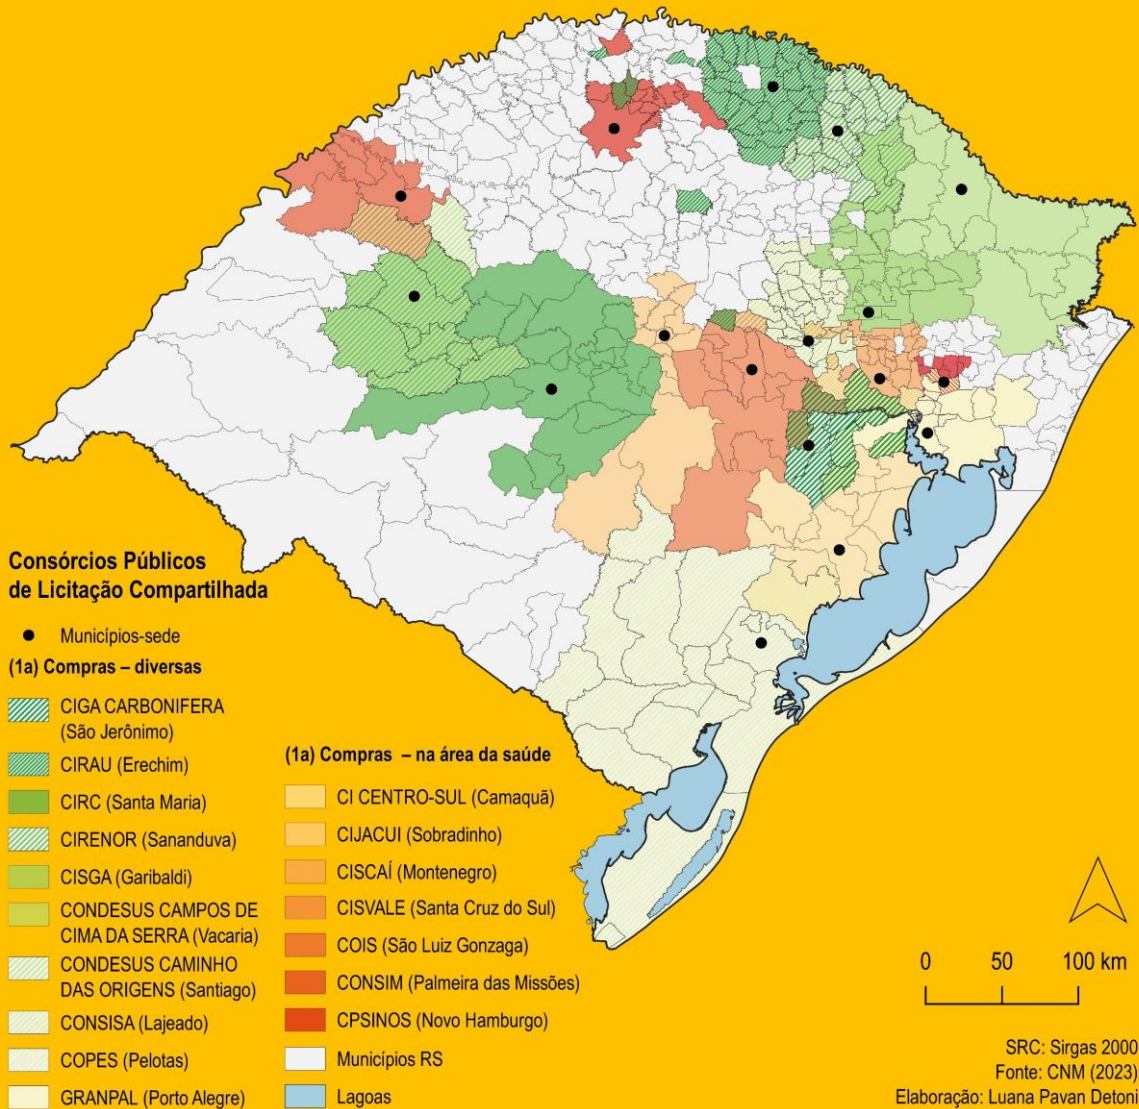 Consórcios Públicos
de Licitação Compartilhada
Municípios-sede
(1a) Compras – diversas
CIGA CARBONIFERA
(São Jerônimo)
CIRAU (Erechim)
CIRC (Santa Maria)
CIRENOR (Sananduva)
CISGA (Garibaldi)
CONDESUS CAMPOS DE
CIMA DA SERRA (Vacaria)
CONDESUS CAMINHO
DAS ORIGENS (Santiago)
CONSISA (Lajeado)
COPES (Pelotas)
GRANPAL (Porto Alegre)
(1a) Compras – na área da saúde
CI CENTRO-SUL (Camaquã)
CIJACUI (Sobradinho)
CISCAÍ (Montenegro)
CISVALE (Santa Cruz do Sul)
COIS (São Luiz Gonzaga)
CONSIM (Palmeira das Missões)
CPSINOS (Novo Hamburgo)
Municípios RS
Lagoas
0 50 100 km
SRC: Sirgas 2000
Fonte: CNM (2023)
Elaboração: Luana Pavan Detoni